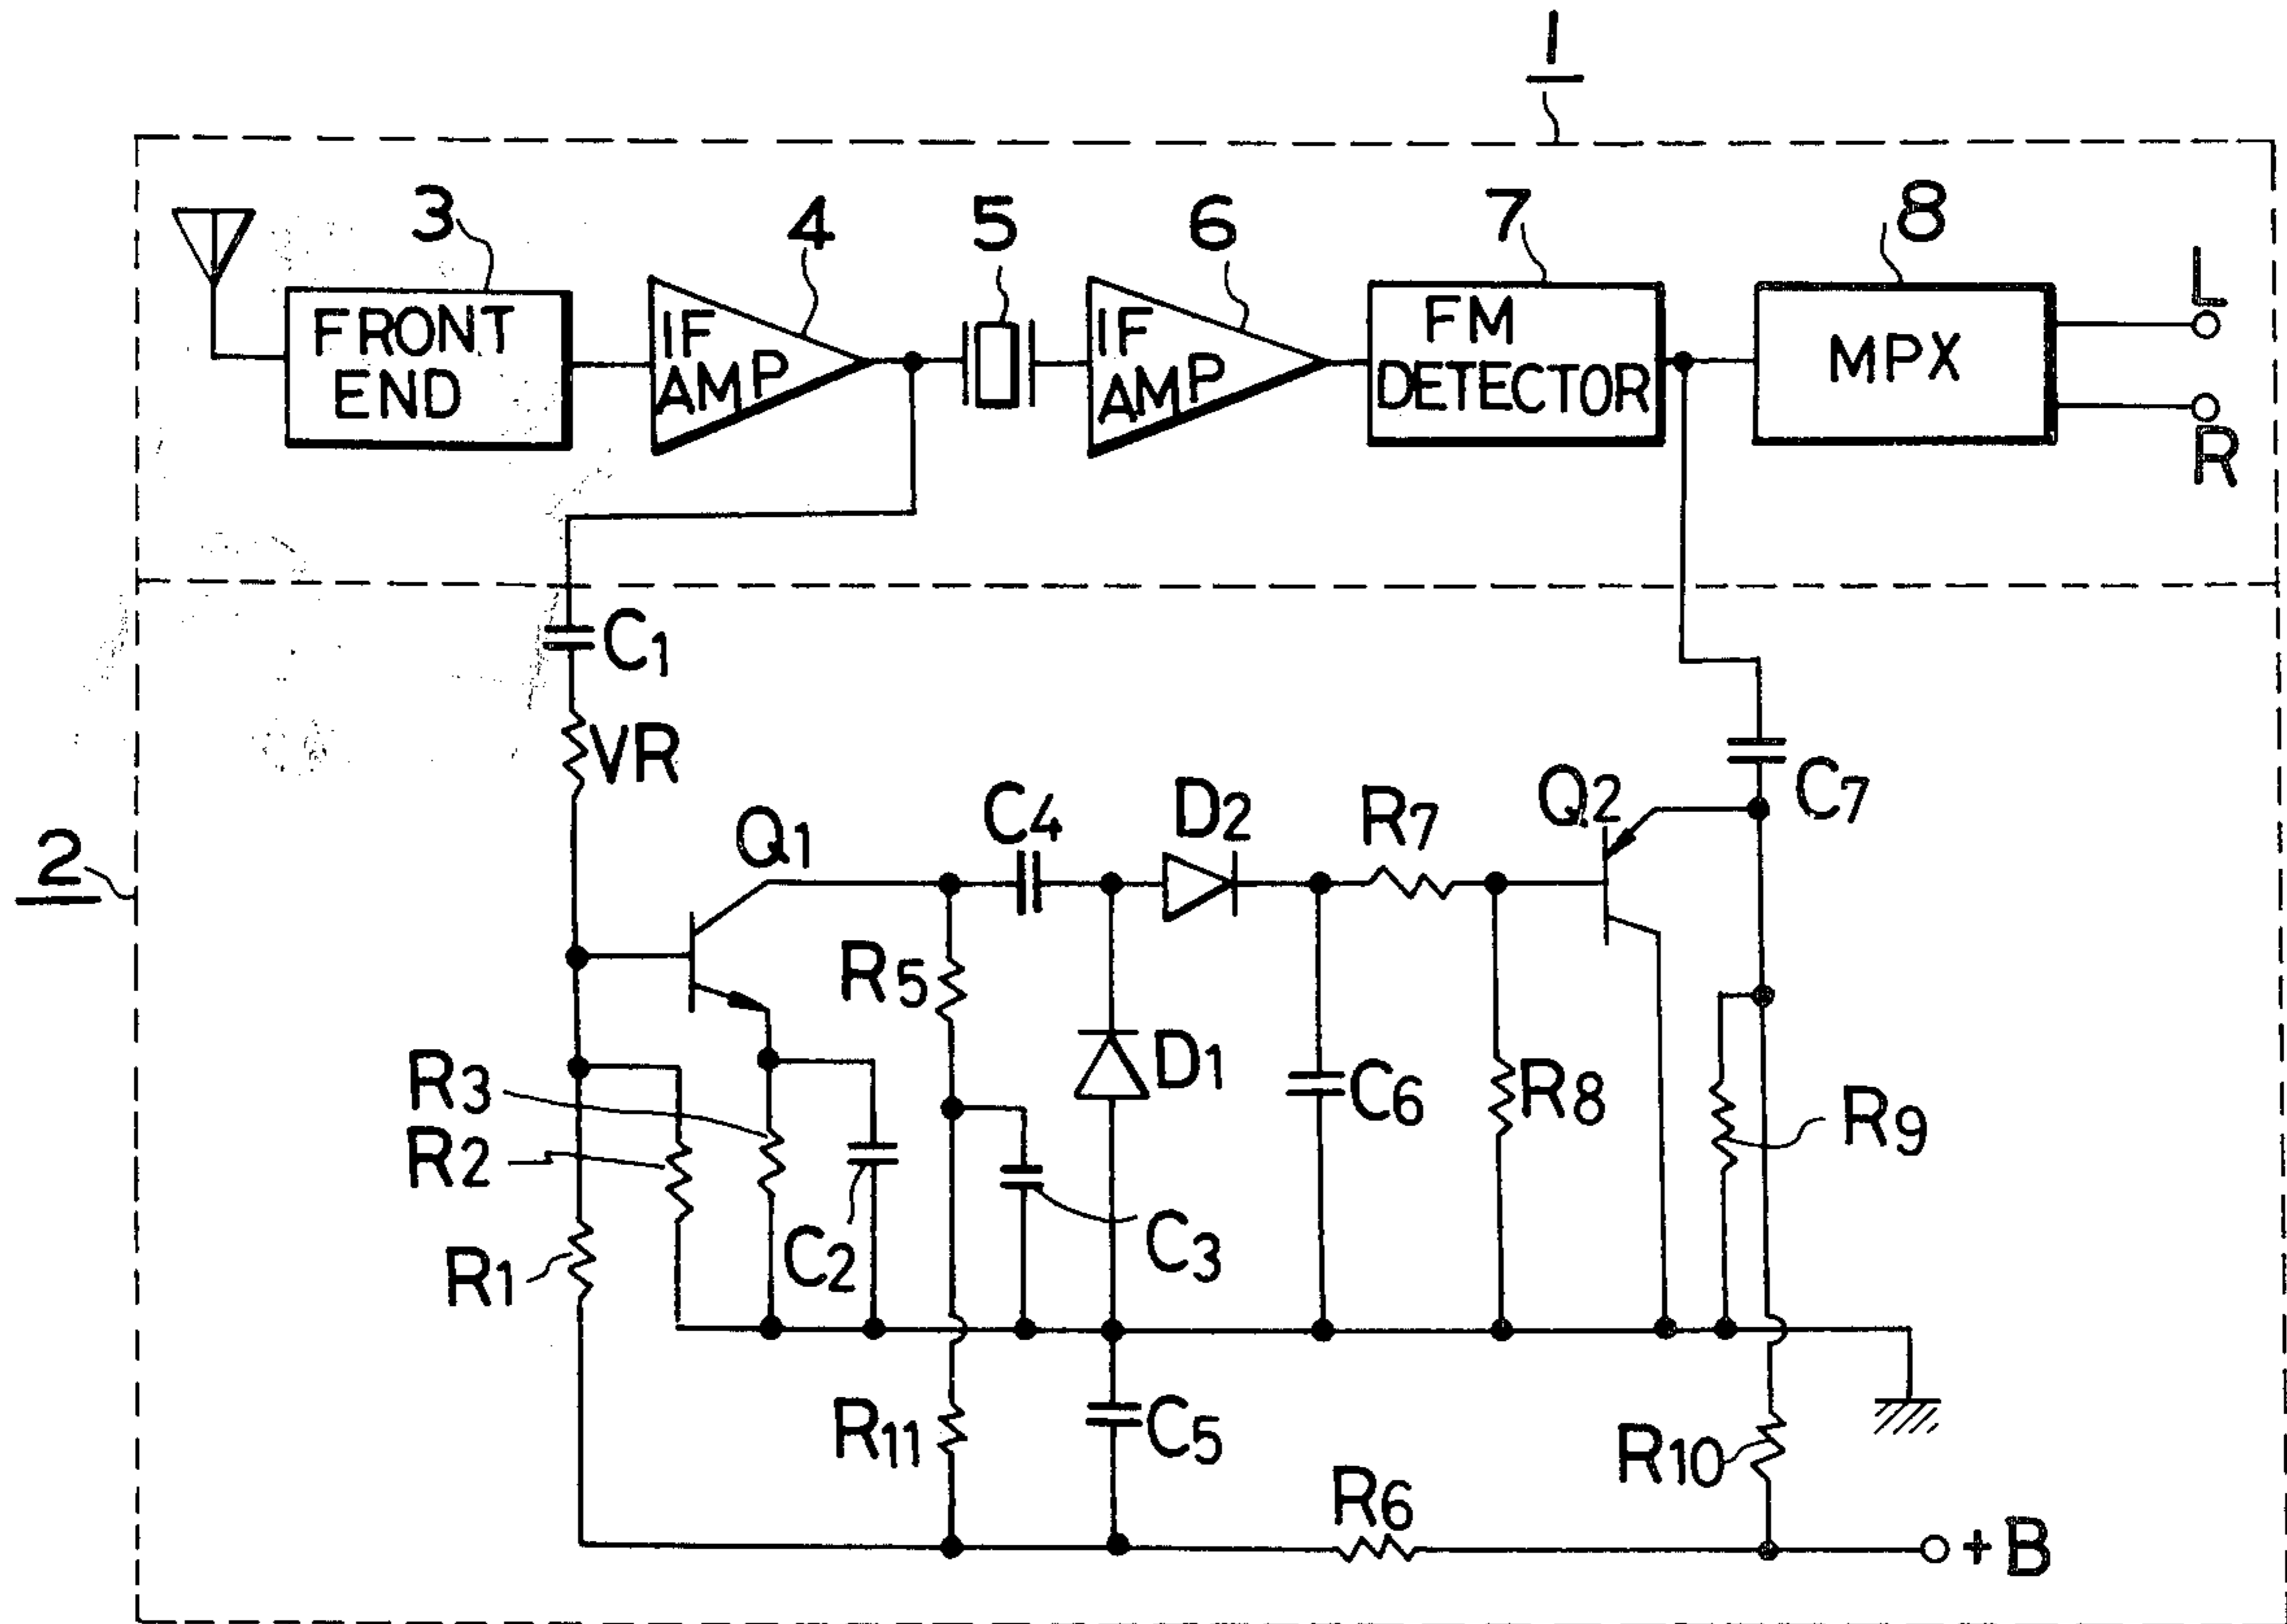 1
3
4
5
6
7
8
FRONT
END
IF
AMP
IF
AMP
FM
DETECTOR
MPX
L
R
C1
VR
2
Q1
C4
D2
R7
Q2
C7
R5
D1
R3
C6
R8
R9
R2
C2
C3
R1
R11
C5
R10
R6
+B